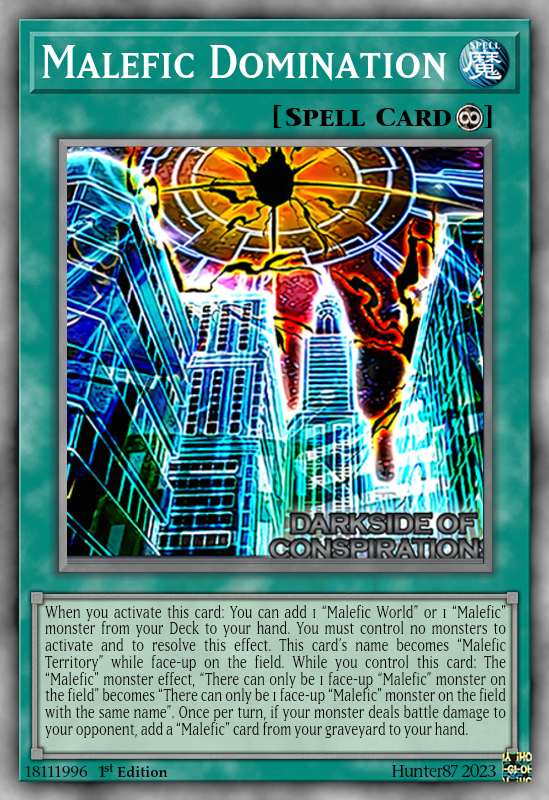 Malefic Domination
SPELL
魔
[Spell Card]
DARKSIDE OF
CONSPIRATION
When you activate this card: You can add 1 “Malefic World” or 1 “Malefic”
monster from your Deck to your hand. You must control no monsters to
activate and to resolve this effect. This card’s name becomes “Malefic
Territory” while face-up on the field. While you control this card: The
“Malefic” monster effect, “There can only be 1 face-up “Malefic” monster on
the field” becomes “There can only be 1 face-up “Malefic” monster on the field
with the same name”. Once per turn, if your monster deals battle damage to
your opponent, add a “Malefic” card from your graveyard to your hand.
18111996 1st Edition
Hunter87 2023